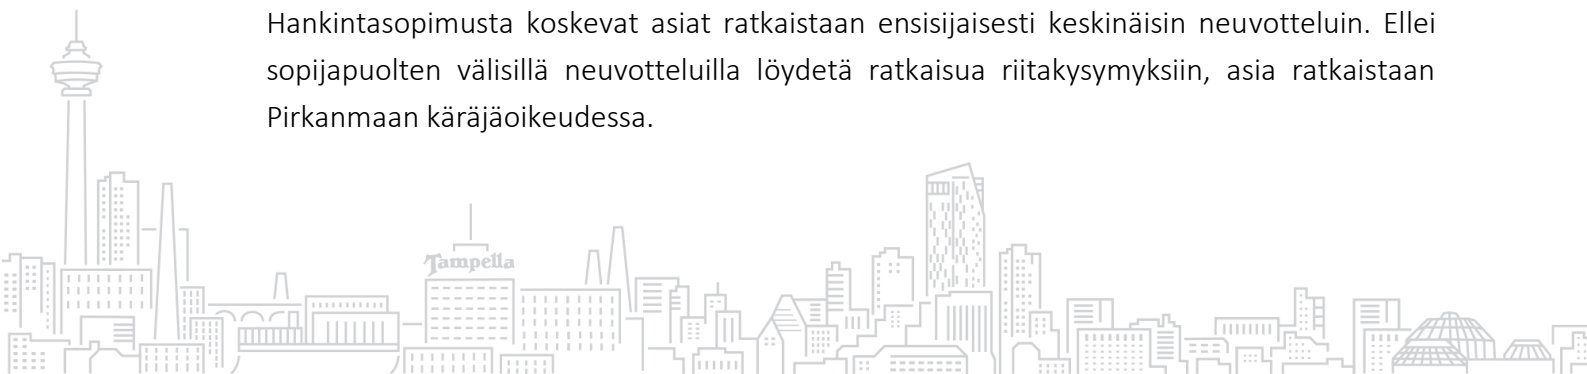 Hankintasopimusta koskevat asiat ratkaistaan ensisijaisesti keskinäisin neuvotteluin. Ellei
sopijapuolten välisillä neuvotteluilla löydetä ratkaisua riitakysymyksiin, asia ratkaistaan
Pirkanmaan käräjäoikeudessa.
Tampella